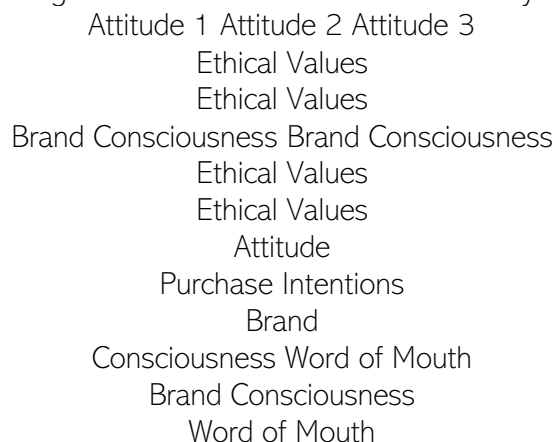 Attitude 1 Attitude 2 Attitude 3
Ethical Values
Ethical Values
Brand Consciousness Brand Consciousness
Ethical Values
Ethical Values
Attitude
Purchase Intentions
Brand
Consciousness Word of Mouth
Brand Consciousness
Word of Mouth